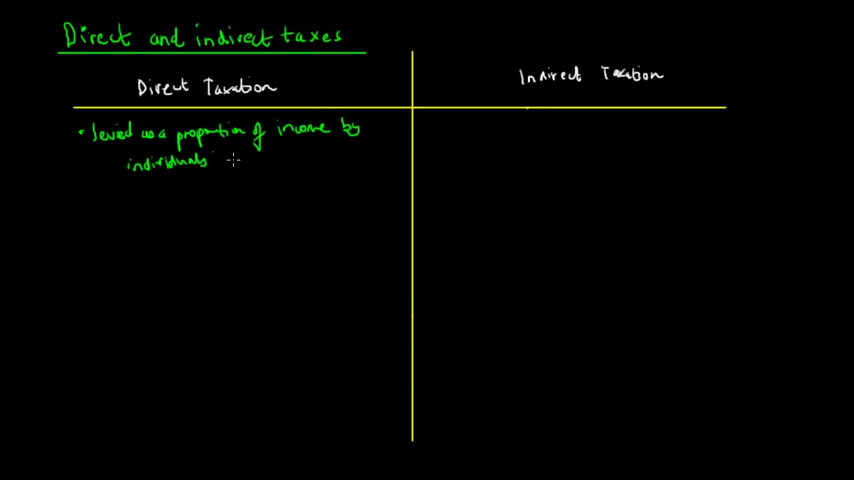 Direct and indirect taxes
Direct Taxation
Indirect Taxation
• levied as a proportion of income by
individuals